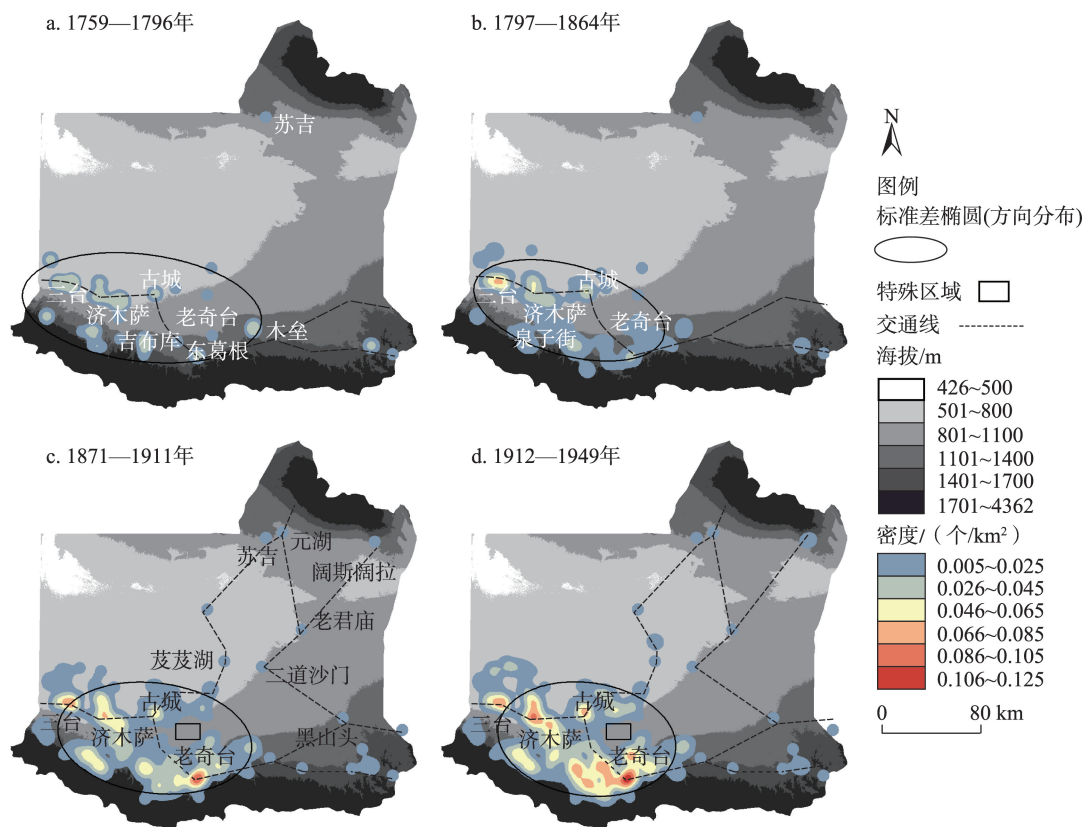 a. 1759—1796年
苏吉
三台
古城
济木萨
老奇台
吉布库
东葛根
木垒
b. 1797—1864年
三台
古城
济木萨
老奇台
泉子街
c. 1871—1911年
苏吉
元湖
阔斯阔拉
老君庙
芨芨湖
二道沙门
三台
古城
济木萨
老奇台
黑山头
d. 1912—1949年
三台
古城
济木萨
老奇台
N
图例
标准差椭圆(方向分布)
特殊区域
交通线
海拔/m
426~500
501~800
801~1100
1101~1400
1401~1700
1701~4362
密度/（个/km²）
0.005~0.025
0.026~0.045
0.046~0.065
0.066~0.085
0.086~0.105
0.106~0.125
0 80 km